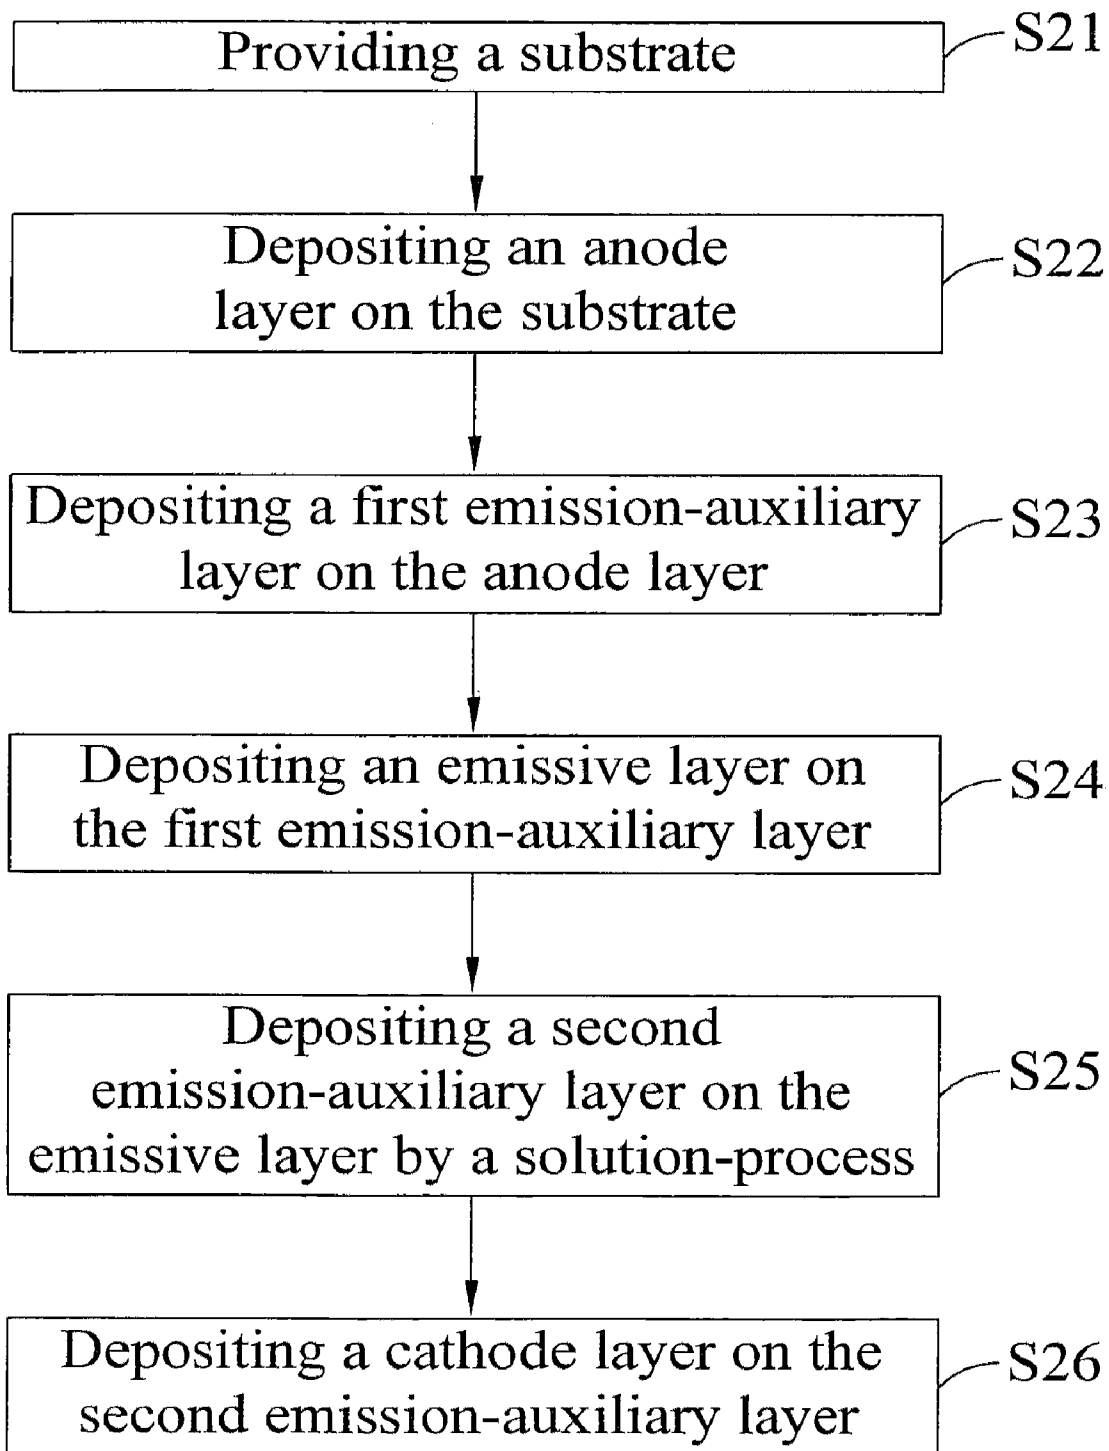 Providing a substrate
S21
Depositing an anode
layer on the substrate
S22
Depositing a first emission-auxiliary
layer on the anode layer
S23
Depositing an emissive layer on
the first emission-auxiliary layer
S24
Depositing a second
emission-auxiliary layer on the
emissive layer by a solution-process
S25
Depositing a cathode layer on the
second emission-auxiliary layer
S26